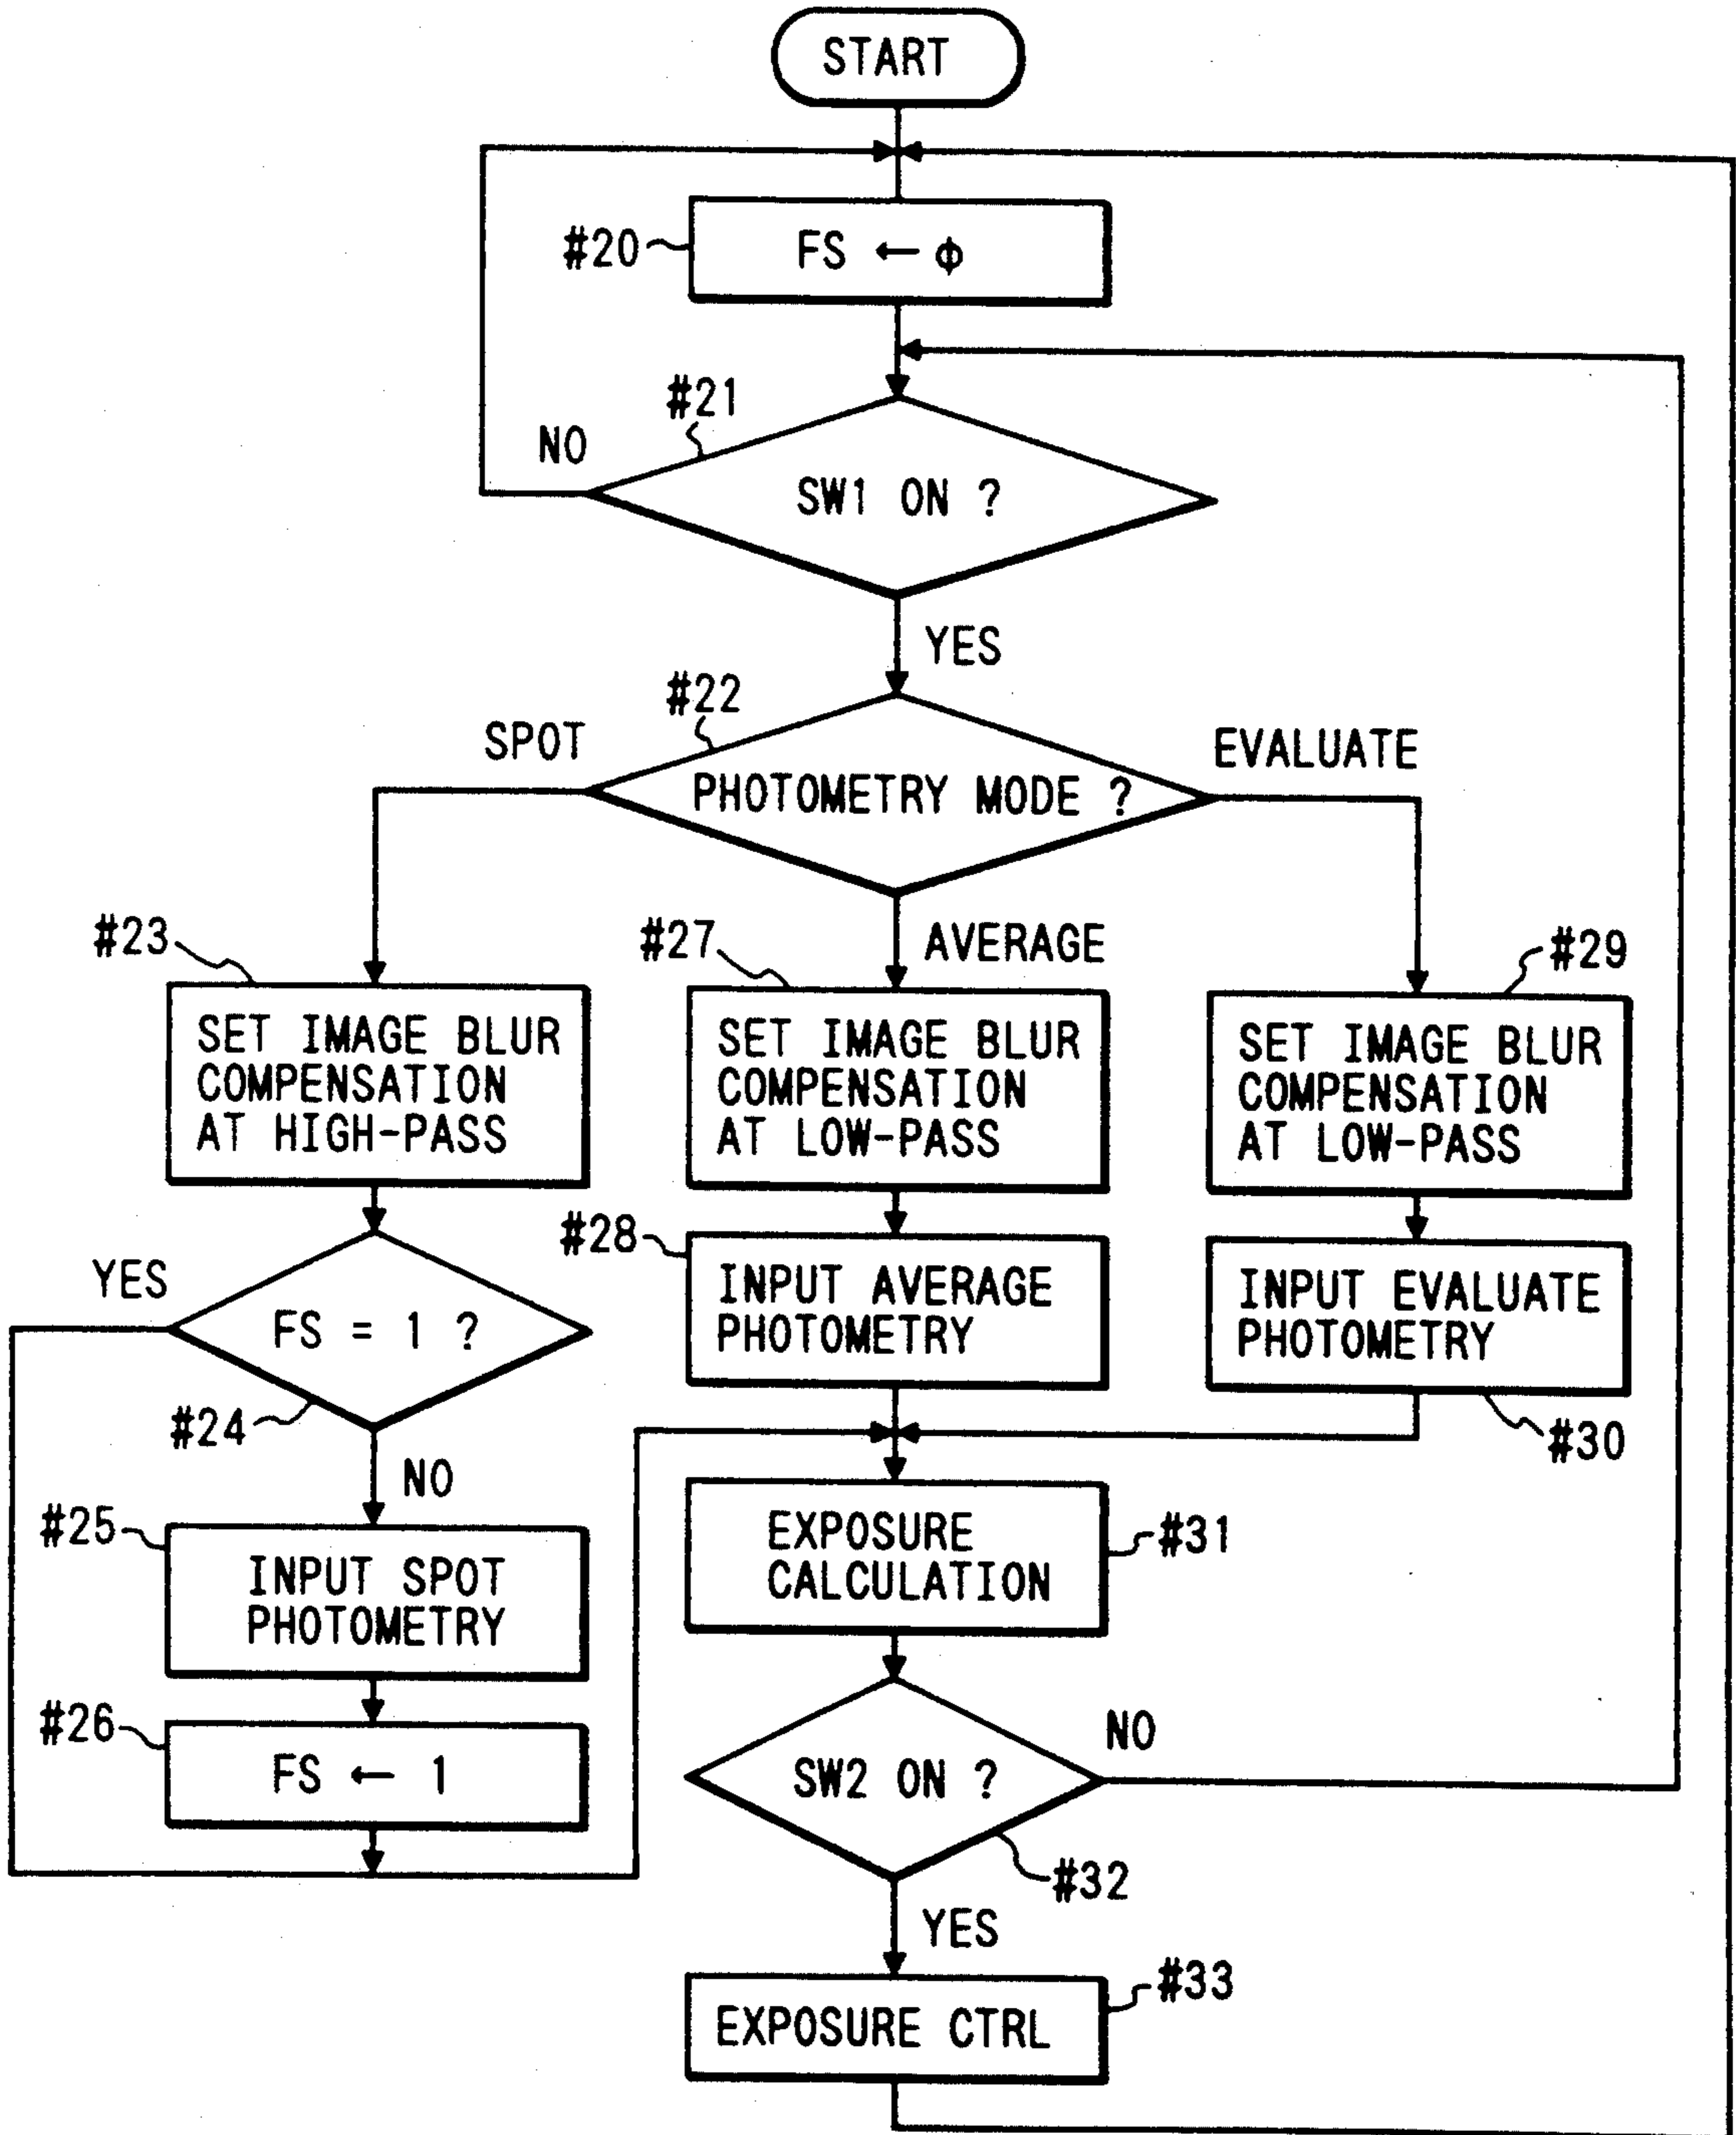 START
#20
FS ← φ
#21
NO
SW1 ON ?
YES
#22
SPOT
EVALUATE
PHOTOMETRY MODE ?
#23
#27
AVERAGE
#29
SET IMAGE BLUR
COMPENSATION
AT HIGH-PASS
SET IMAGE BLUR
COMPENSATION
AT LOW-PASS
SET IMAGE BLUR
COMPENSATION
AT LOW-PASS
YES
FS = 1 ?
#24
#28
INPUT AVERAGE
PHOTOMETRY
INPUT EVALUATE
PHOTOMETRY
#30
NO
#25
INPUT SPOT
PHOTOMETRY
EXPOSURE
CALCULATION
#31
#26
FS ← 1
SW2 ON ?
NO
#32
YES
EXPOSURE CTRL
#33